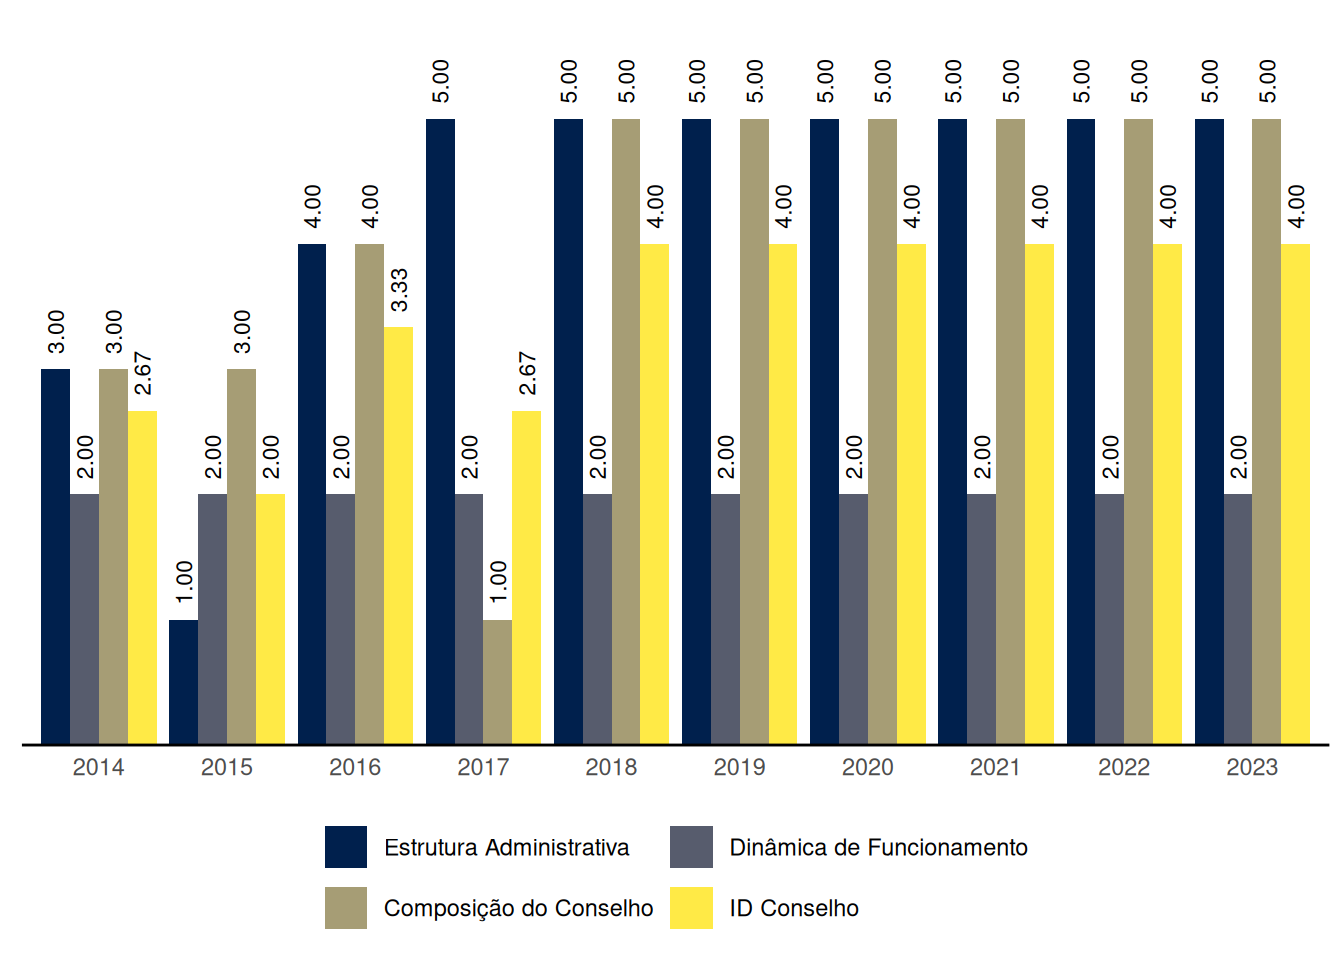 5.00 5.00 5.00 5.00 5.00 5.00 5.00 5.00 5.00 5.00 5.00 5.00 5.00
4.00 4.00 4.00 4.00 4.00 4.00 4.00 4.00
3.33
3.00 3.00 3.00
2.67 2.67
2.00 2.00 2.00 2.00 2.00 2.00 2.00 2.00 2.00 2.00 2.00
1.00 1.00
2014 2015 2016 2017 2018 2019 2020 2021 2022 2023
Estrutura Administrativa Dinâmica de Funcionamento
Composição do Conselho ID Conselho